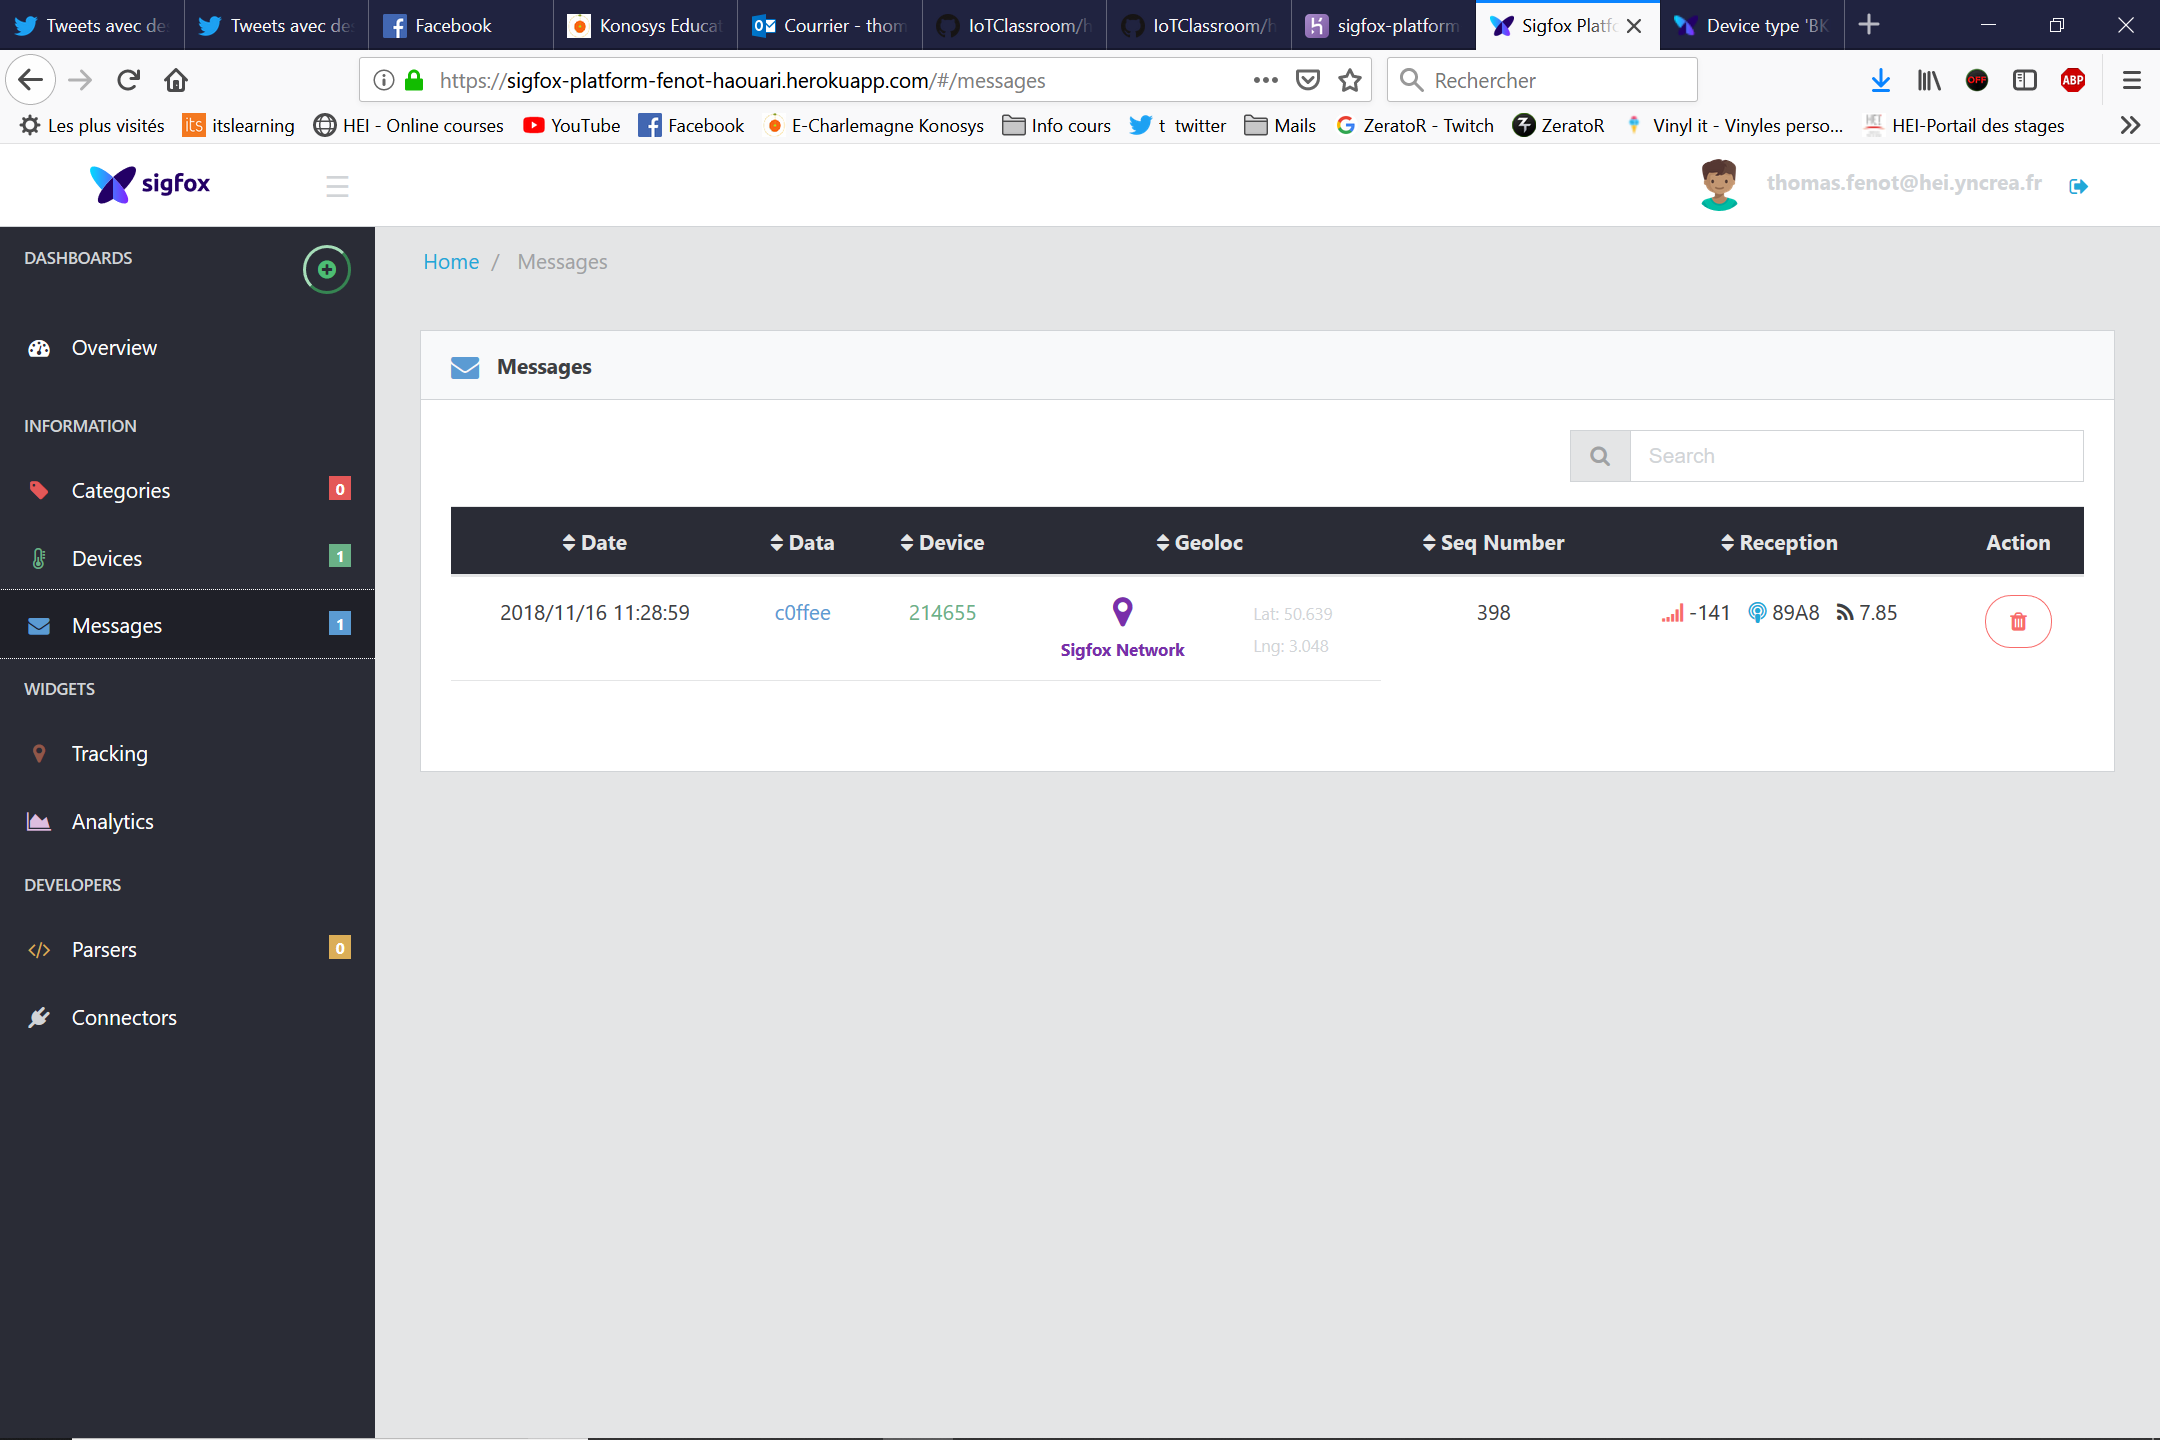 Tweets avec de
Tweets avec de
Facebook
Konosys Educat
Courrier - thom
IoTClassroom/h
IoTClassroom/h
sigfox-platform
Sigfox Platfo
Device type 'BK
https://sigfox-platform-fenot-haouari.herokuapp.com/#/messages
Rechercher
OFF
ABP
Les plus visités
its itslearning
HEI - Online courses
YouTube
Facebook
E-Charlemagne Konosys
Info cours
t twitter
Mails
ZeratoR - Twitch
ZeratoR
Vinyl it - Vinyles perso...
HEI-Portail des stages
sigfox
thomas.fenot@hei.yncrea.fr
DASHBOARDS
Overview
INFORMATION
Categories 0
Devices 1
Messages 1
WIDGETS
Tracking
Analytics
DEVELOPERS
Parsers 0
Connectors
Home / Messages
Messages
Search
Date Data Device Geoloc Seq Number Reception Action
2018/11/16 11:28:59 c0ffee 214655 Lat: 50.639 398 -141 89A8 7.85
Sigfox Network Lng: 3.048